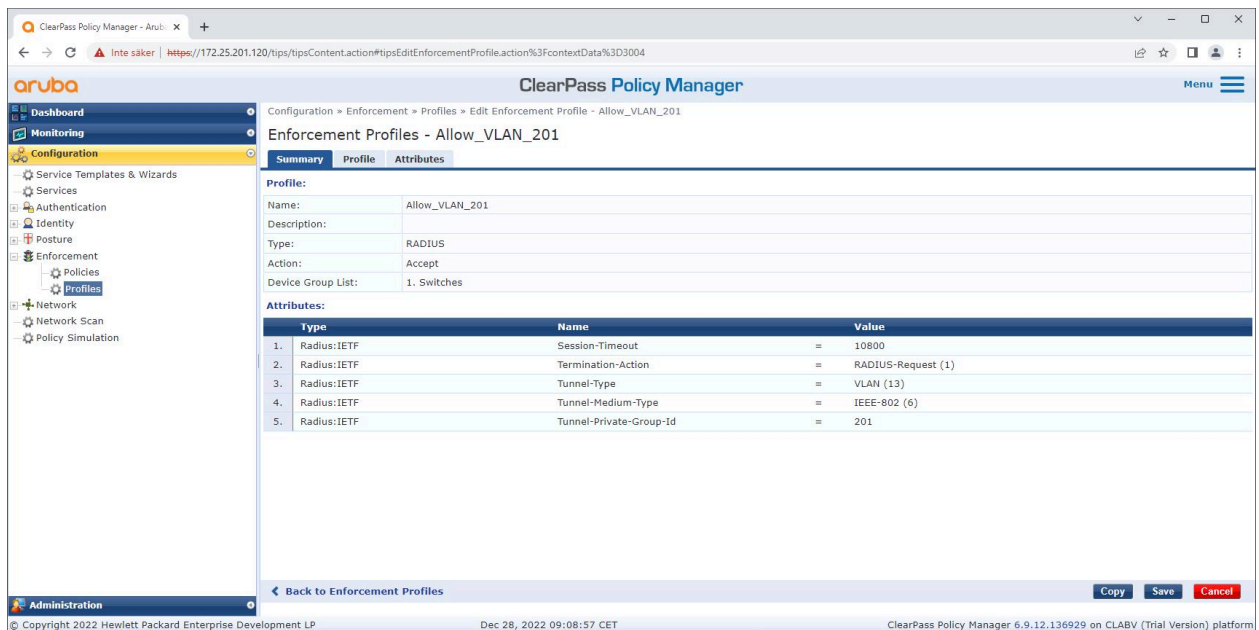 ClearPass Policy Manager - Arub
Inte säker | https://172.25.201.120/tips/tipsContent.action#tipsEditEnforcementProfile.action%3FcontextData%3D3004
aruba
ClearPass Policy Manager
Menu
Dashboard
Monitoring
Configuration
Service Templates & Wizards
Services
Authentication
Identity
Posture
Enforcement
Policies
Profiles
Network
Network Scan
Policy Simulation
Administration
Configuration » Enforcement » Profiles » Edit Enforcement Profile - Allow_VLAN_201
Enforcement Profiles - Allow_VLAN_201
Summary Profile Attributes
Profile:
Name: Allow_VLAN_201
Description:
Type: RADIUS
Action: Accept
Device Group List: 1. Switches
Attributes:
Type Name Value
1. Radius:IETF Session-Timeout = 10800
2. Radius:IETF Termination-Action = RADIUS-Request (1)
3. Radius:IETF Tunnel-Type = VLAN (13)
4. Radius:IETF Tunnel-Medium-Type = IEEE-802 (6)
5. Radius:IETF Tunnel-Private-Group-Id = 201
Back to Enforcement Profiles
Copy Save Cancel
© Copyright 2022 Hewlett Packard Enterprise Development LP Dec 28, 2022 09:08:57 CET ClearPass Policy Manager 6.9.12.136929 on CLABV (Trial Version) platform